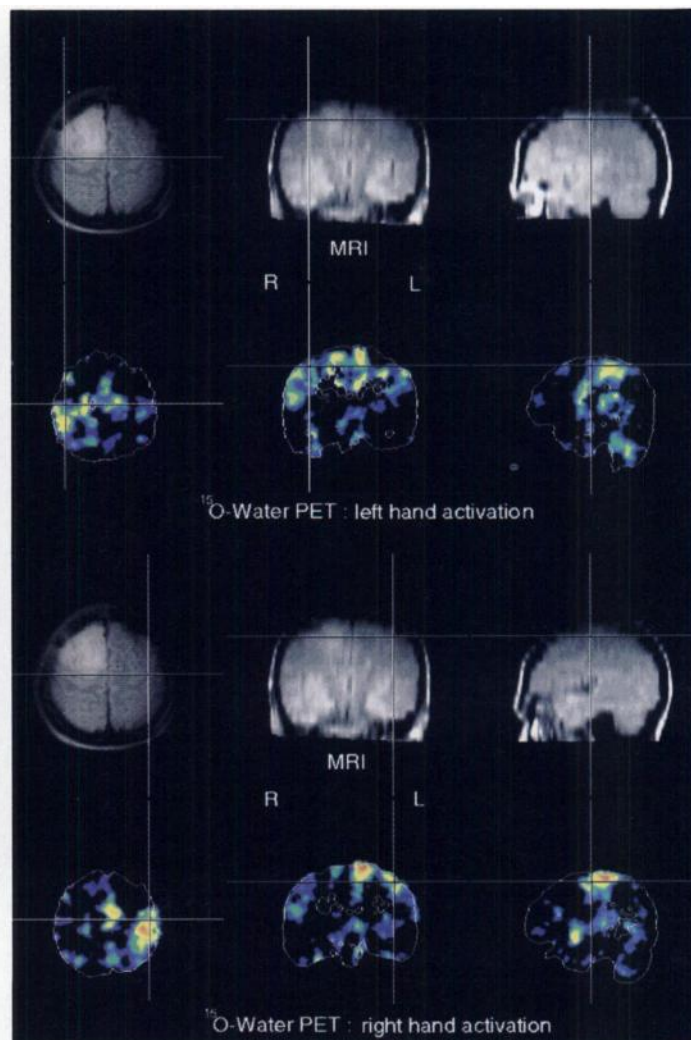 MRI
R L
¹⁵O-Water PET : left hand activation
MRI
R L
¹⁵O-Water PET : right hand activation